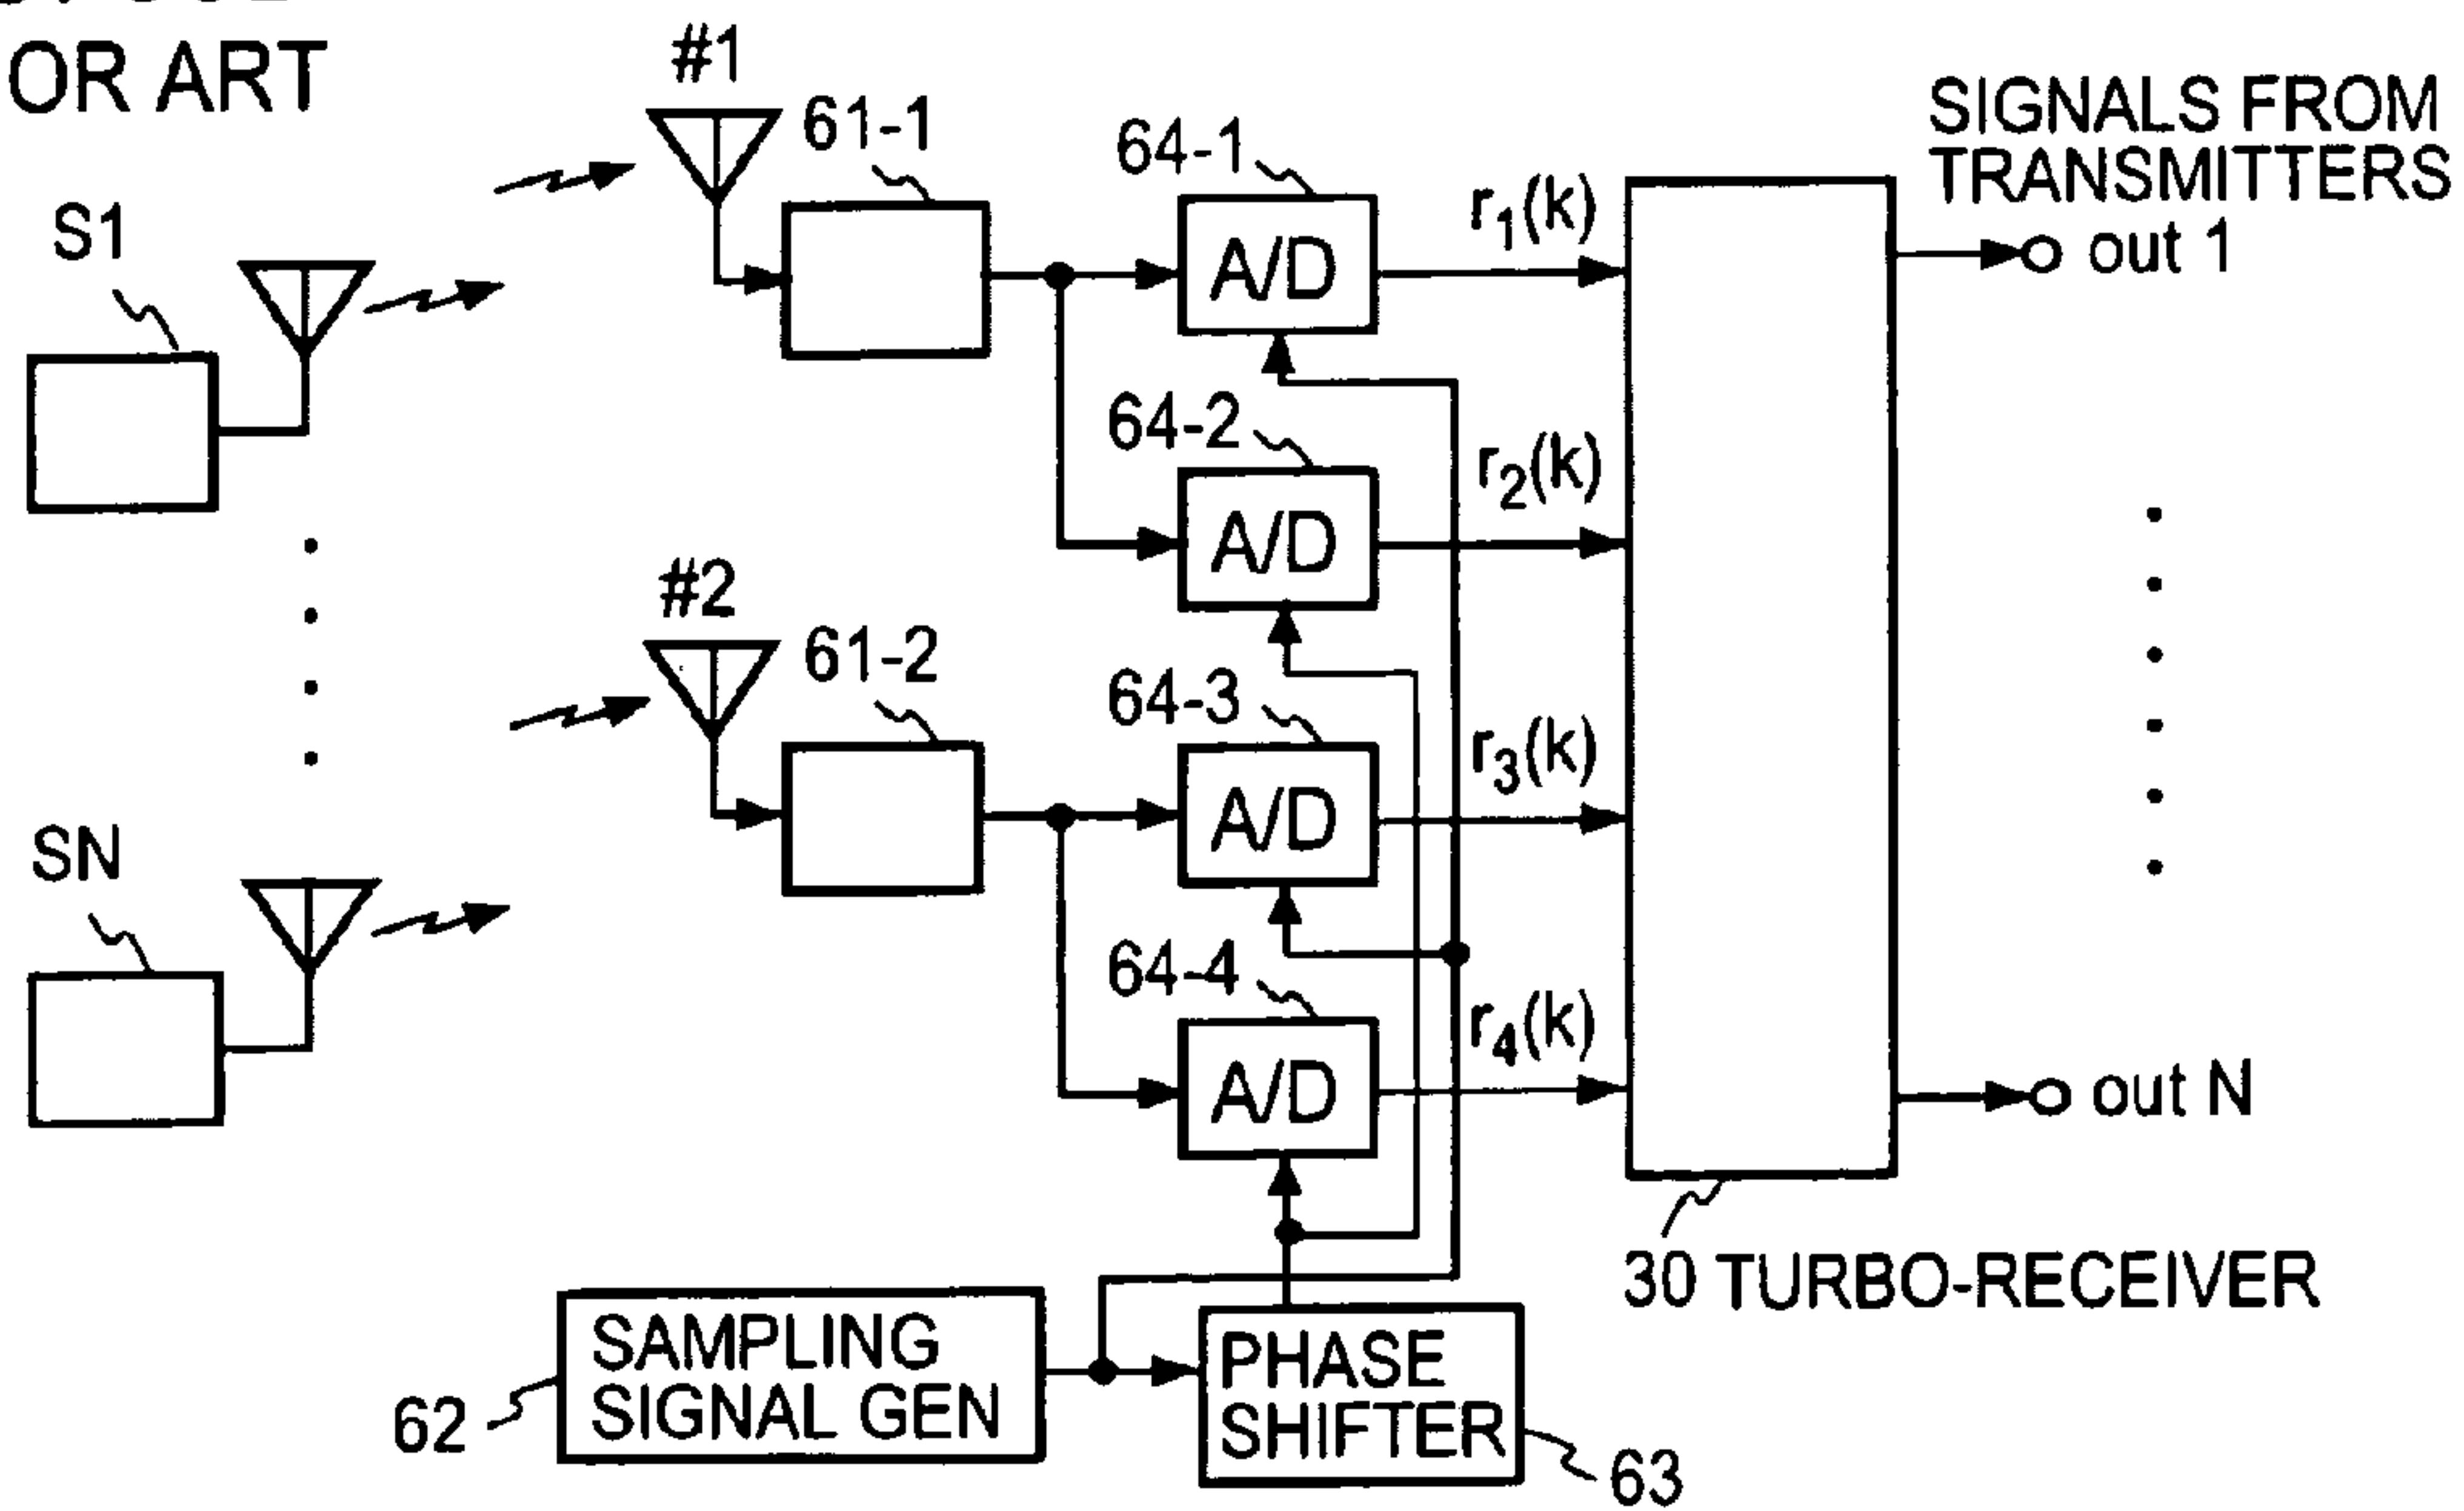 OR ART
#1
61-1
64-1
SIGNALS FROM
TRANSMITTERS
S1
A/D
r1(k)
out 1
64-2
A/D
r2(k)
#2
61-2
64-3
A/D
r3(k)
SN
64-4
A/D
r4(k)
out N
30 TURBO-RECEIVER
62
SAMPLING
SIGNAL GEN
PHASE
SHIFTER
63